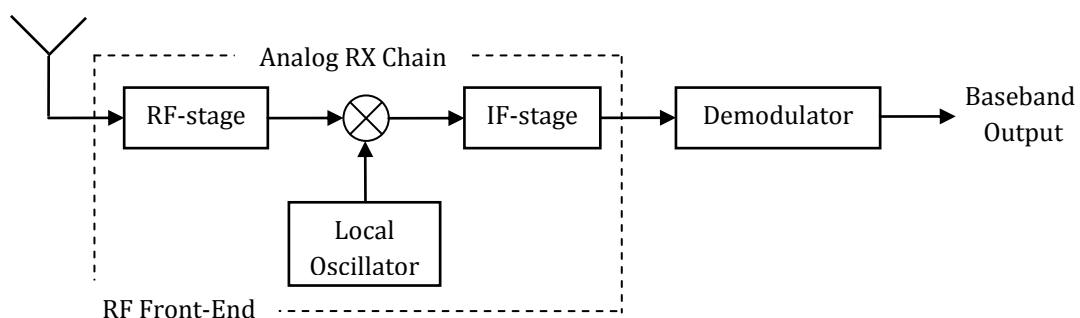 Analog RX Chain
RF-stage
IF-stage
Demodulator
Baseband
Output
Local
Oscillator
RF Front-End